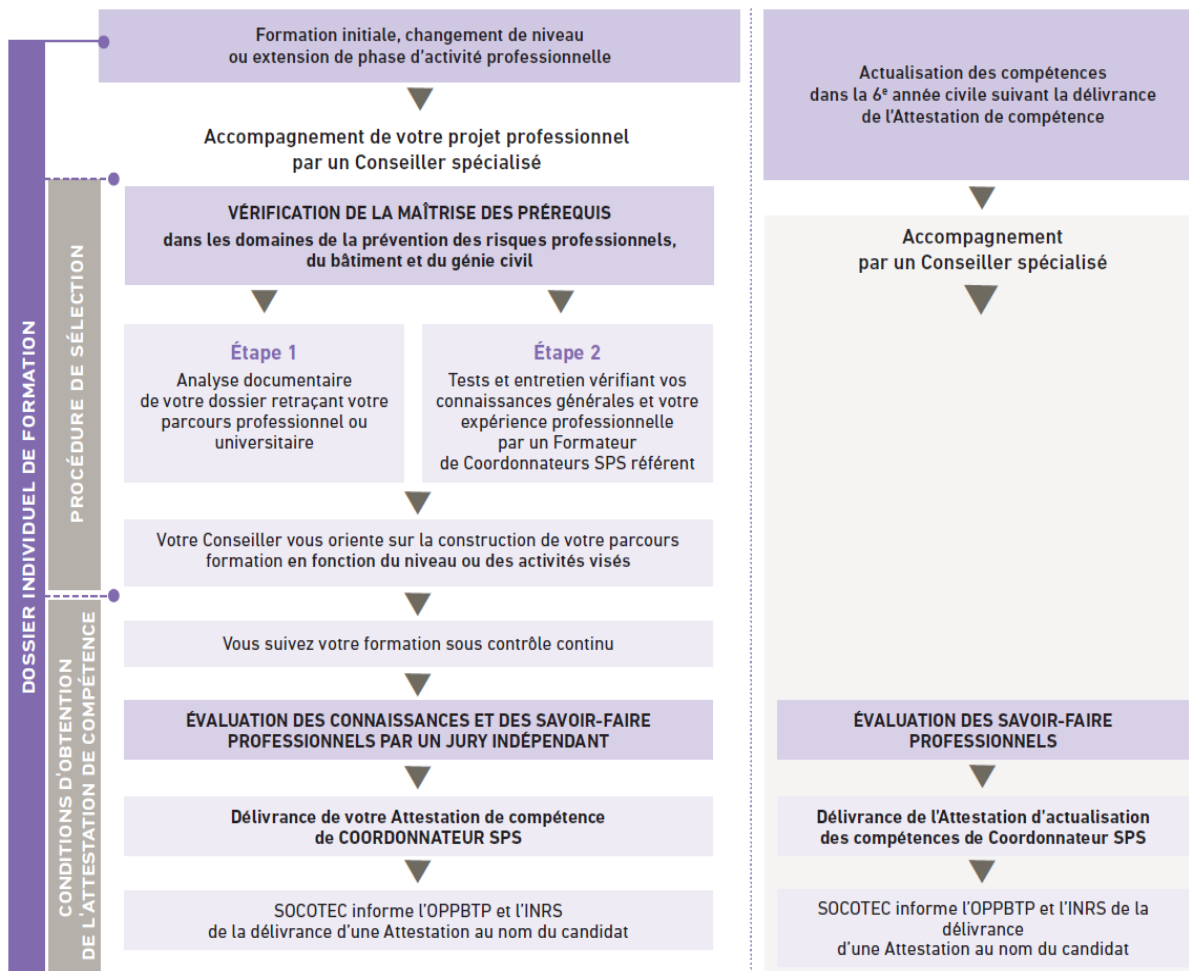 Formation initiale, changement de niveau
ou extension de phase d'activité professionnelle
Accompagnement de votre projet professionnel
par un Conseiller spécialisé
VÉRIFICATION DE LA MAÎTRISE DES PRÉREQUIS
dans les domaines de la prévention des risques professionnels,
du bâtiment et du génie civil
Étape 1
Analyse documentaire
de votre dossier retraçant votre
parcours professionnel ou
universitaire
Étape 2
Tests et entretien vérifiant vos
connaissances générales et votre
expérience professionnelle
par un Formateur
de Coordonnateurs SPS référent
Votre Conseiller vous oriente sur la construction de votre parcours
formation en fonction du niveau ou des activités visés
Vous suivez votre formation sous contrôle continu
ÉVALUATION DES CONNAISSANCES ET DES SAVOIR-FAIRE
PROFESSIONNELS PAR UN JURY INDÉPENDANT
Délivrance de votre Attestation de compétence
de COORDONNATEUR SPS
SOCOTEC informe l'OPPBTP et l'INRS
de la délivrance d'une Attestation au nom du candidat
Actualisation des compétences
dans la 6e année civile suivant la délivrance
de l'Attestation de compétence
Accompagnement
par un Conseiller spécialisé
ÉVALUATION DES SAVOIR-FAIRE
PROFESSIONNELS
Délivrance de l'Attestation d'actualisation
des compétences de Coordonnateur SPS
SOCOTEC informe l'OPPBTP et l'INRS de la
délivrance
d'une Attestation au nom du candidat
DOSSIER INDIVIDUEL DE FORMATION
PROCÉDURE DE SÉLECTION
CONDITIONS D'OBTENTION
DE L'ATTESTATION DE COMPÉTENCE